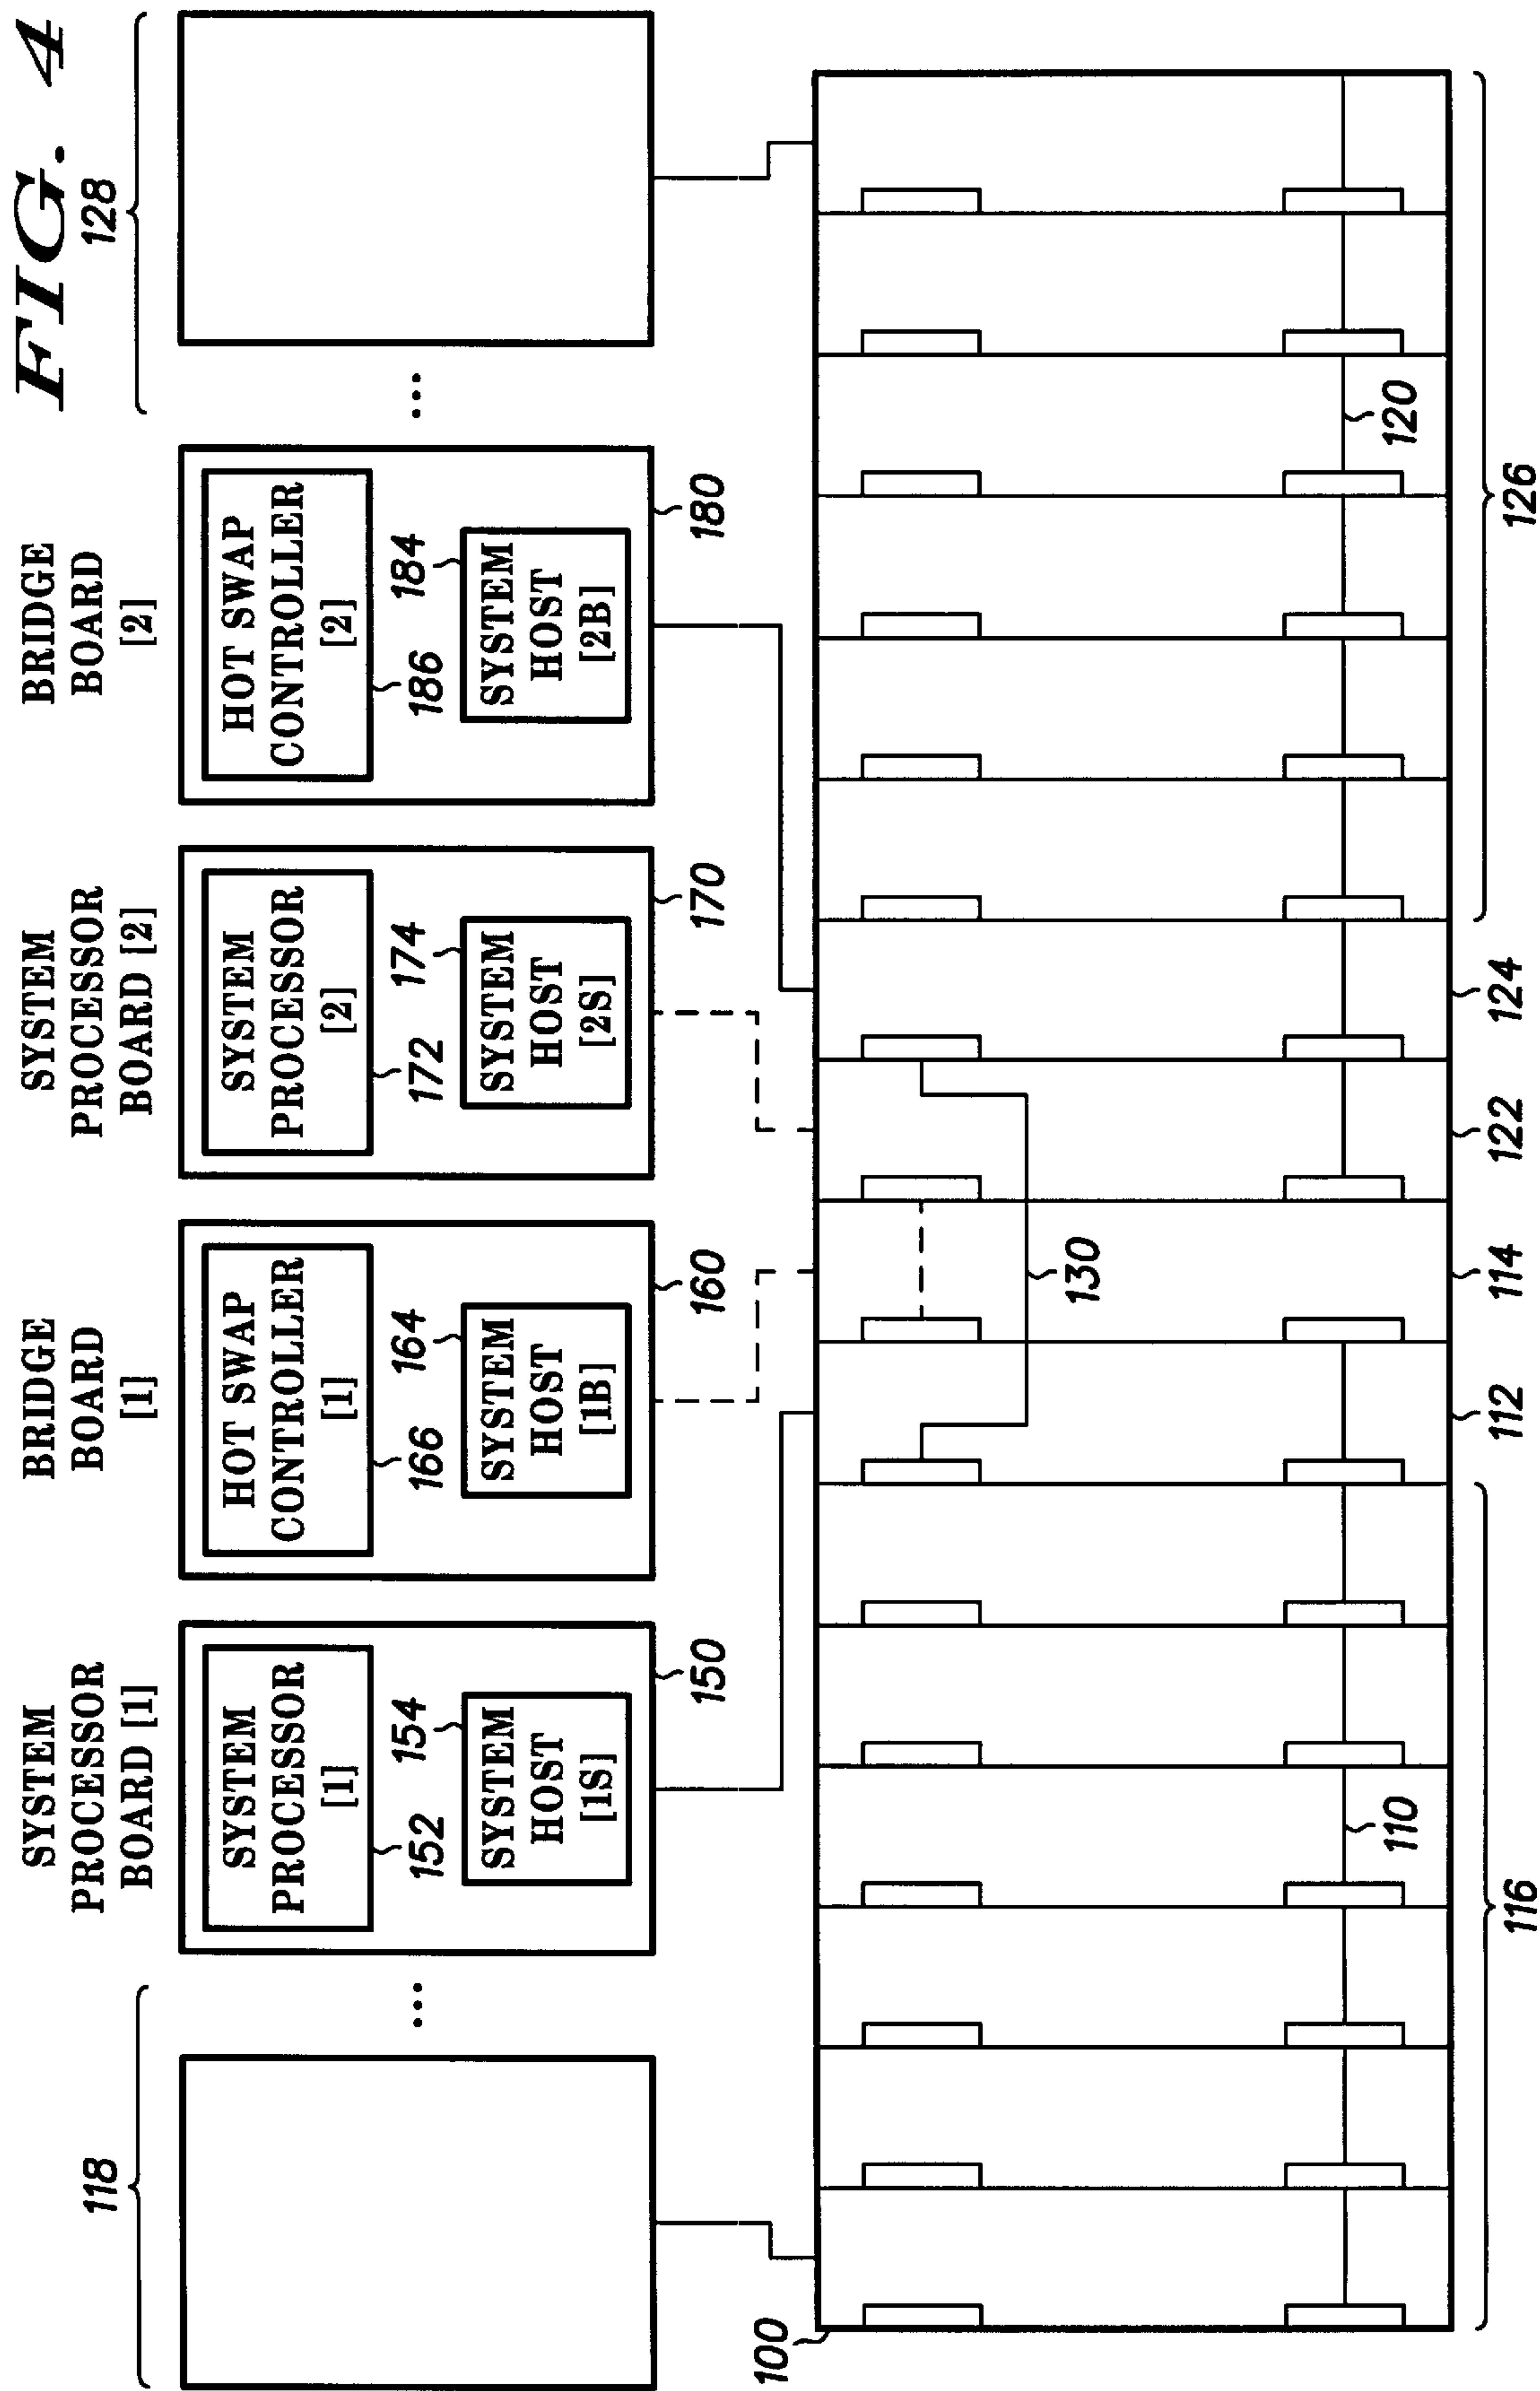 FIG. 4
118
128
SYSTEM
PROCESSOR
BOARD [1]
BRIDGE
BOARD
[1]
SYSTEM
PROCESSOR
BOARD [2]
BRIDGE
BOARD
[2]
SYSTEM
PROCESSOR
[1]
152
154
SYSTEM
HOST
[1S]
150
HOT SWAP
CONTROLLER
[1]
166
164
SYSTEM
HOST
[1B]
160
SYSTEM
PROCESSOR
[2]
172
174
SYSTEM
HOST
[2S]
170
HOT SWAP
CONTROLLER
[2]
186
184
SYSTEM
HOST
[2B]
180
100
130
110
120
116
112
114
122
124
126